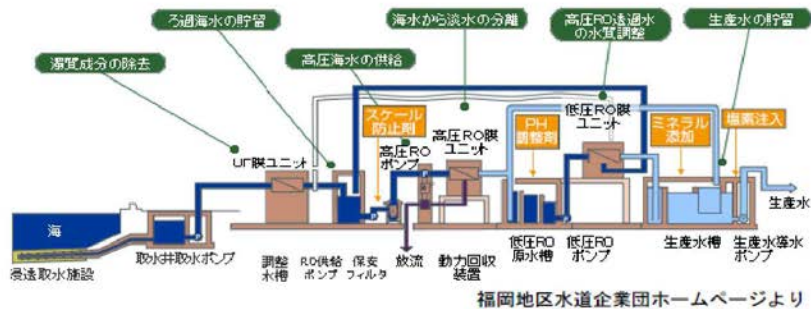 ろ過海水の貯留
海水から淡水の分離
高圧RO透過水
の水質調整
生産水の貯留
濁質成分の除去
高圧海水の供給
スケール
防止剤
高圧RO
ポンプ
高圧RO膜
ユニット
PH
調整剤
低圧RO膜
ユニット
ミネラル
添加
塩素注入
UF膜ユニット
海
浸透取水施設
取水井
取水ポンプ
調整
水槽
RO供給
ポンプ
保安
フィルタ
放流
動力回収
装置
低圧RO
原水槽
低圧RO
ポンプ
生産水槽
生産水導水
ポンプ
生産水
福岡地区水道企業団ホームページより